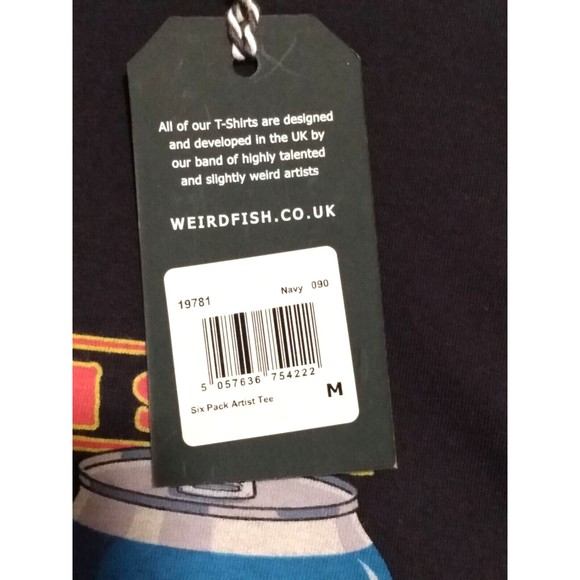 All of our T-Shirts are designed
and developed in the UK by
our band of highly talented
and slightly weird artists
WEIRDFISH.CO.UK
19781 Navy 090
5 057636 754222
Six Pack Artist Tee M